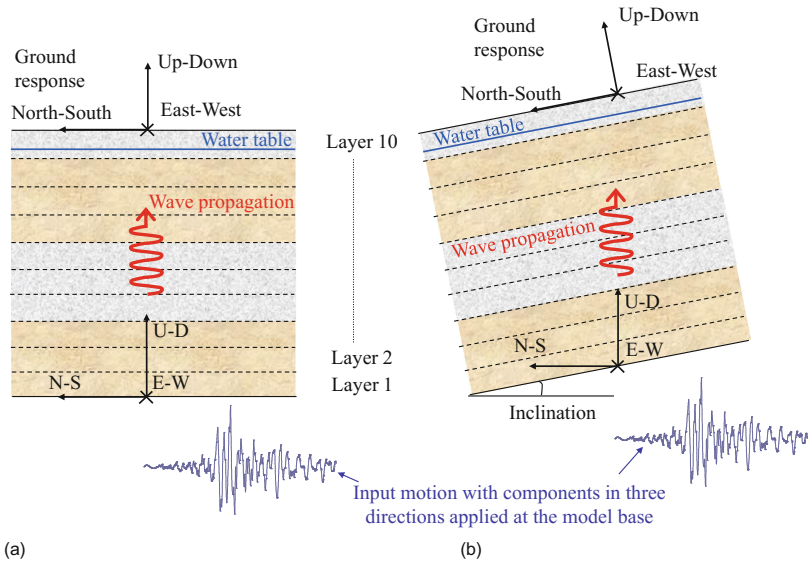 Ground
response
Up-Down
North-South
East-West
Water table
Wave propagation
U-D
N-S
E-W
Layer 10
Layer 2
Layer 1
Ground
response
Up-Down
East-West
North-South
Water table
Wave propagation
U-D
N-S
E-W
Inclination
Input motion with components in three
directions applied at the model base
(a)
(b)